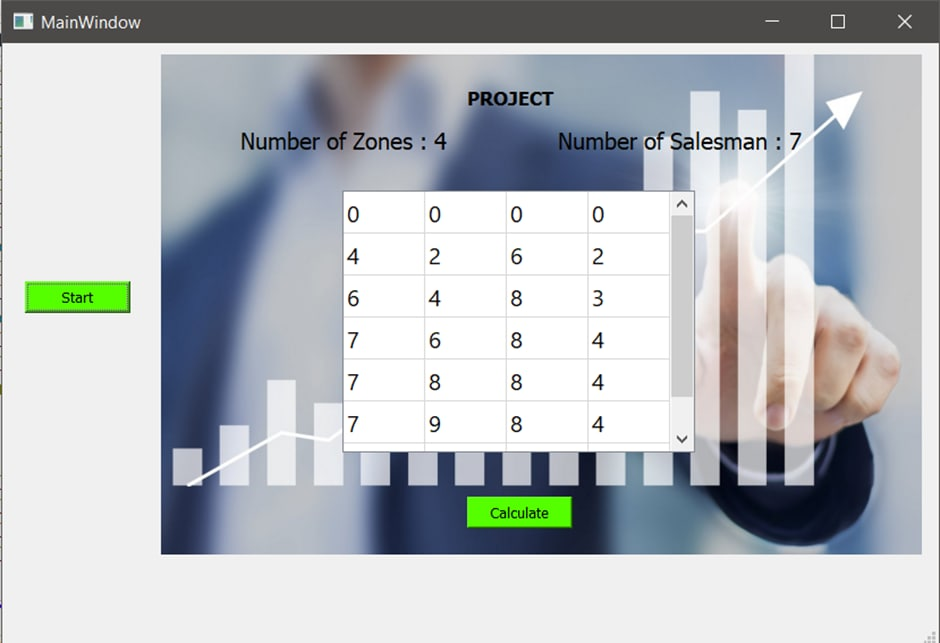 MainWindow
PROJECT
Number of Zones : 4 Number of Salesman : 7
0 0 0 0
4 2 6 2
6 4 8 3
Start
7 6 8 4
7 8 8 4
7 9 8 4
Calculate